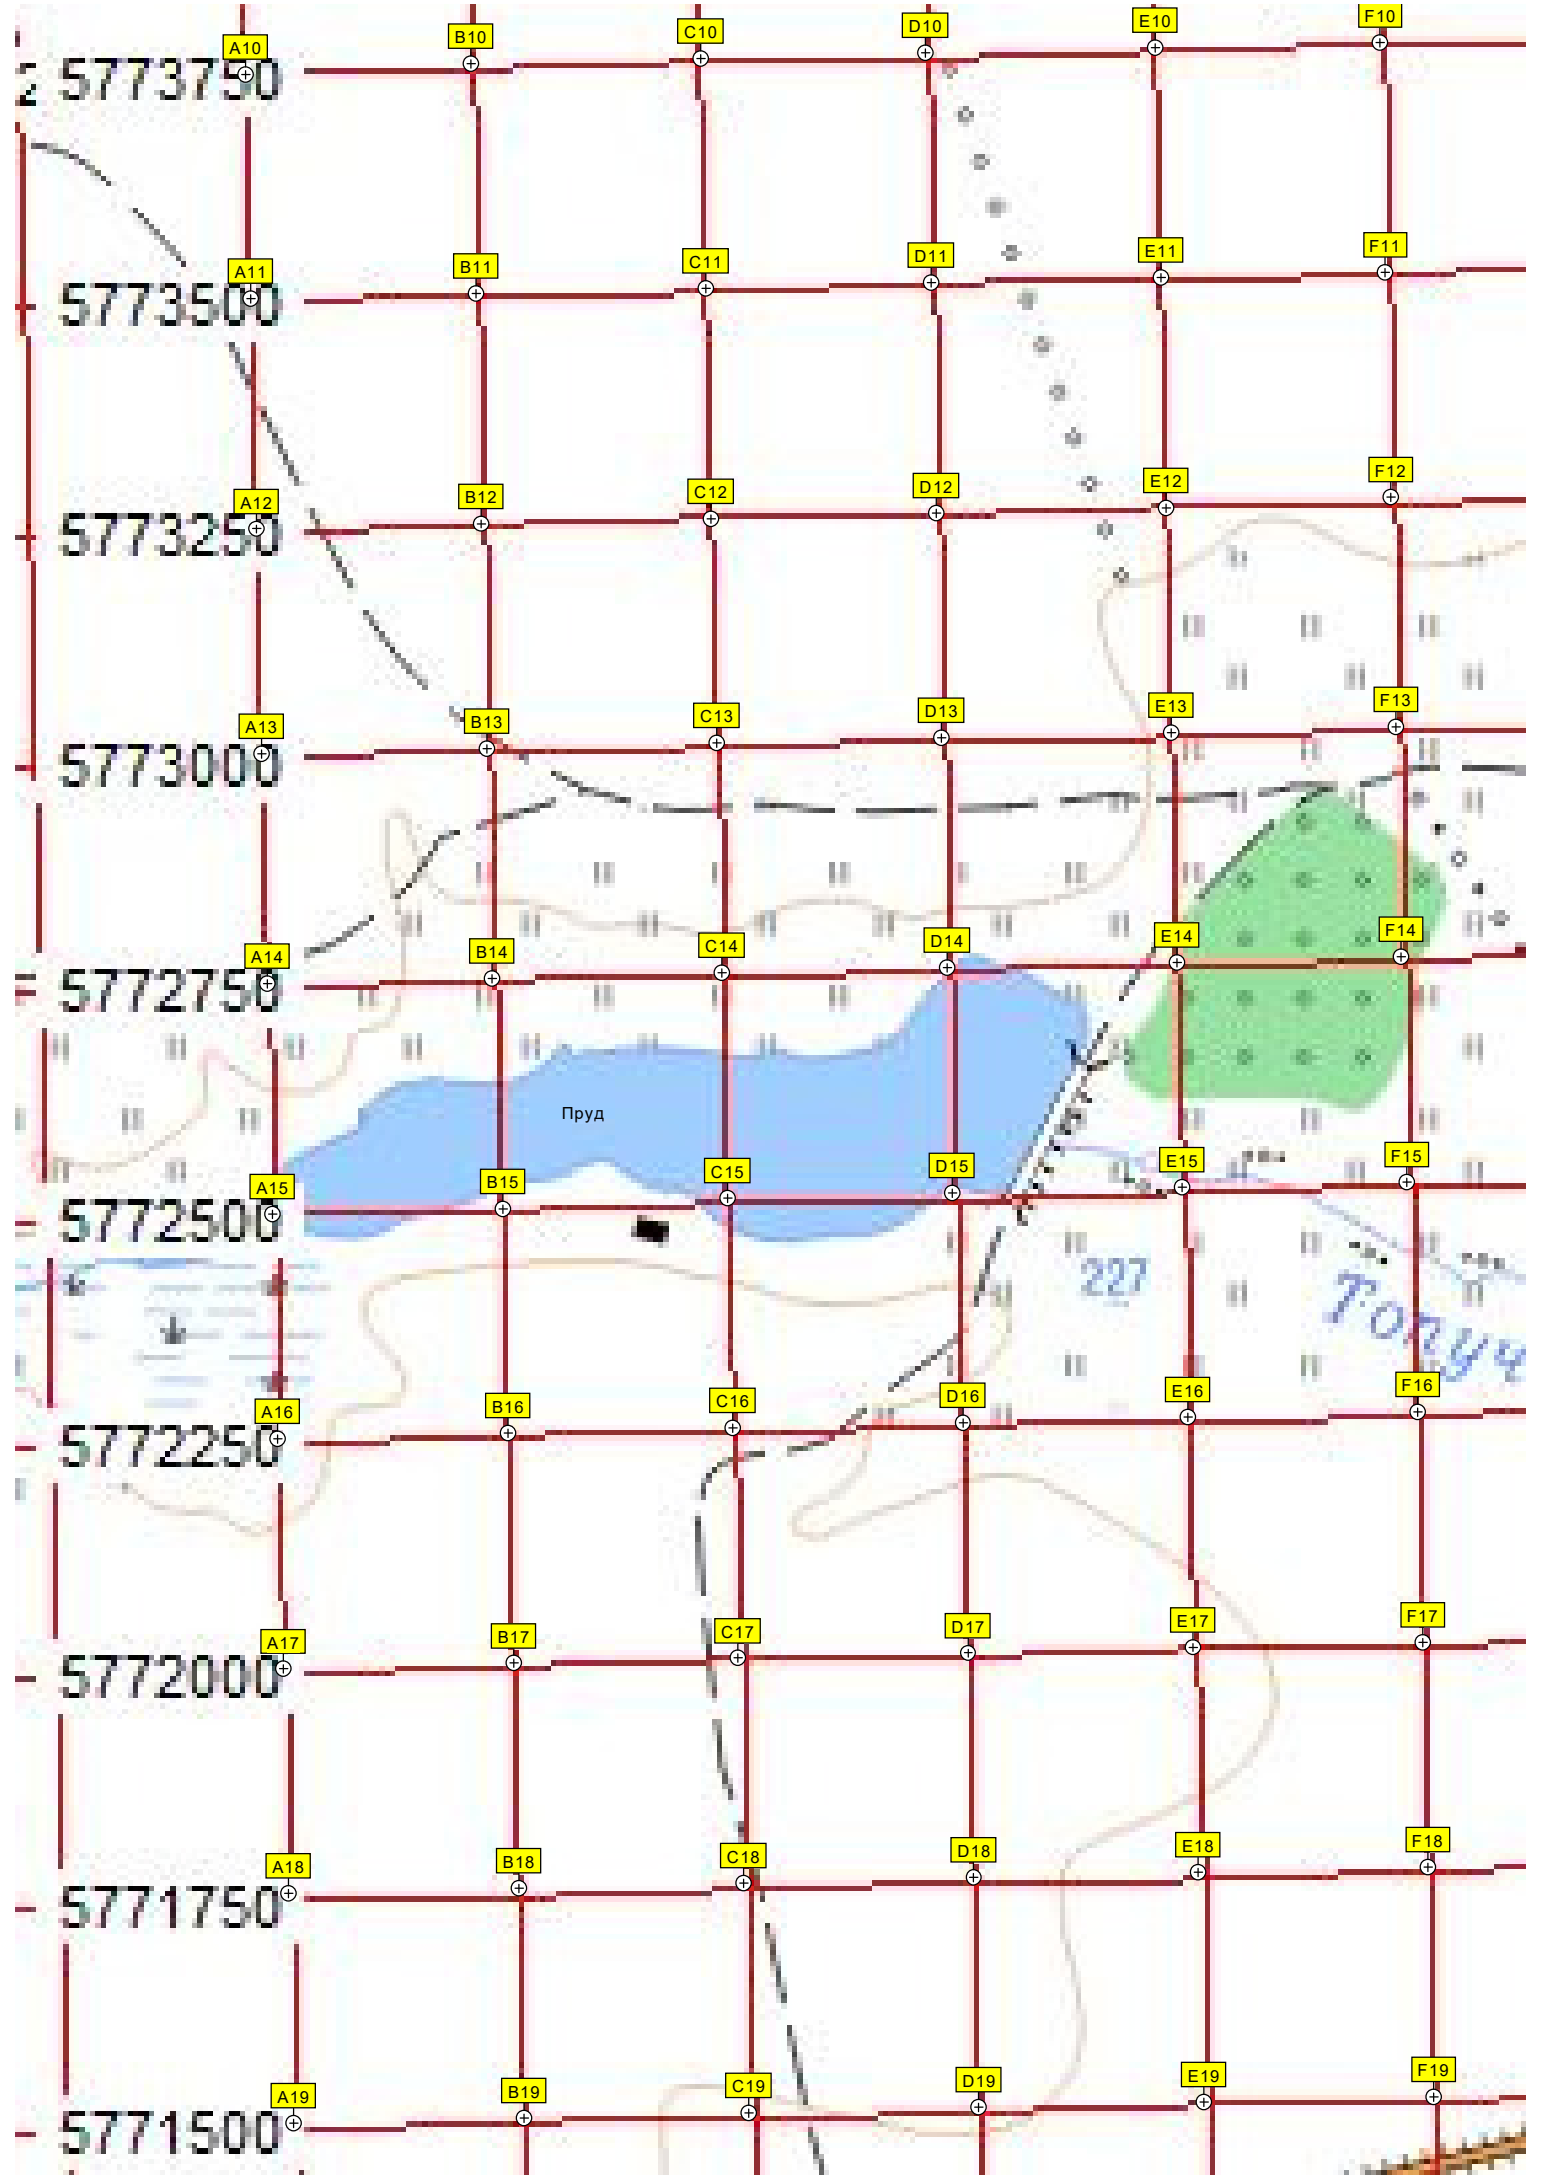 A10 B10 C10 D10 E10 F10
2 5773750
A11 B11 C11 D11 E11 F11
5773500
A12 B12 C12 D12 E12 F12
5773250
A13 B13 C13 D13 E13 F13
5773000
A14 B14 C14 D14 E14 F14
5772750
Пруд
A15 B15 C15 D15 E15 F15
5772500
227
Топуч
A16 B16 C16 D16 E16 F16
5772250
A17 B17 C17 D17 E17 F17
5772000
A18 B18 C18 D18 E18 F18
5771750
A19 B19 C19 D19 E19 F19
5771500